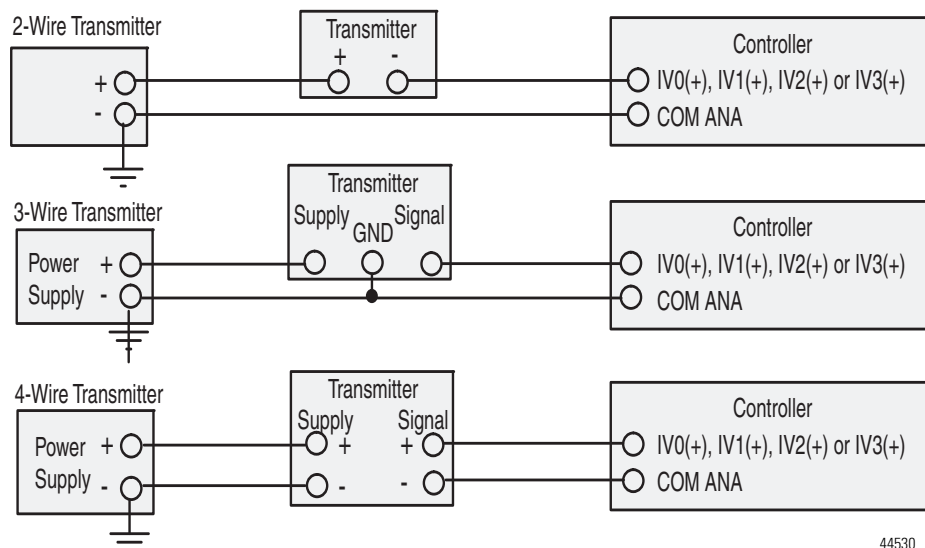 2-Wire Transmitter
+
-
Transmitter
+ -
Controller
IV0(+), IV1(+), IV2(+) or IV3(+)
COM ANA
3-Wire Transmitter
Power +
Supply -
Transmitter
Supply GND Signal
Controller
IV0(+), IV1(+), IV2(+) or IV3(+)
COM ANA
4-Wire Transmitter
Power +
Supply -
Transmitter
Supply Signal
+ +
- -
Controller
IV0(+), IV1(+), IV2(+) or IV3(+)
COM ANA
44530